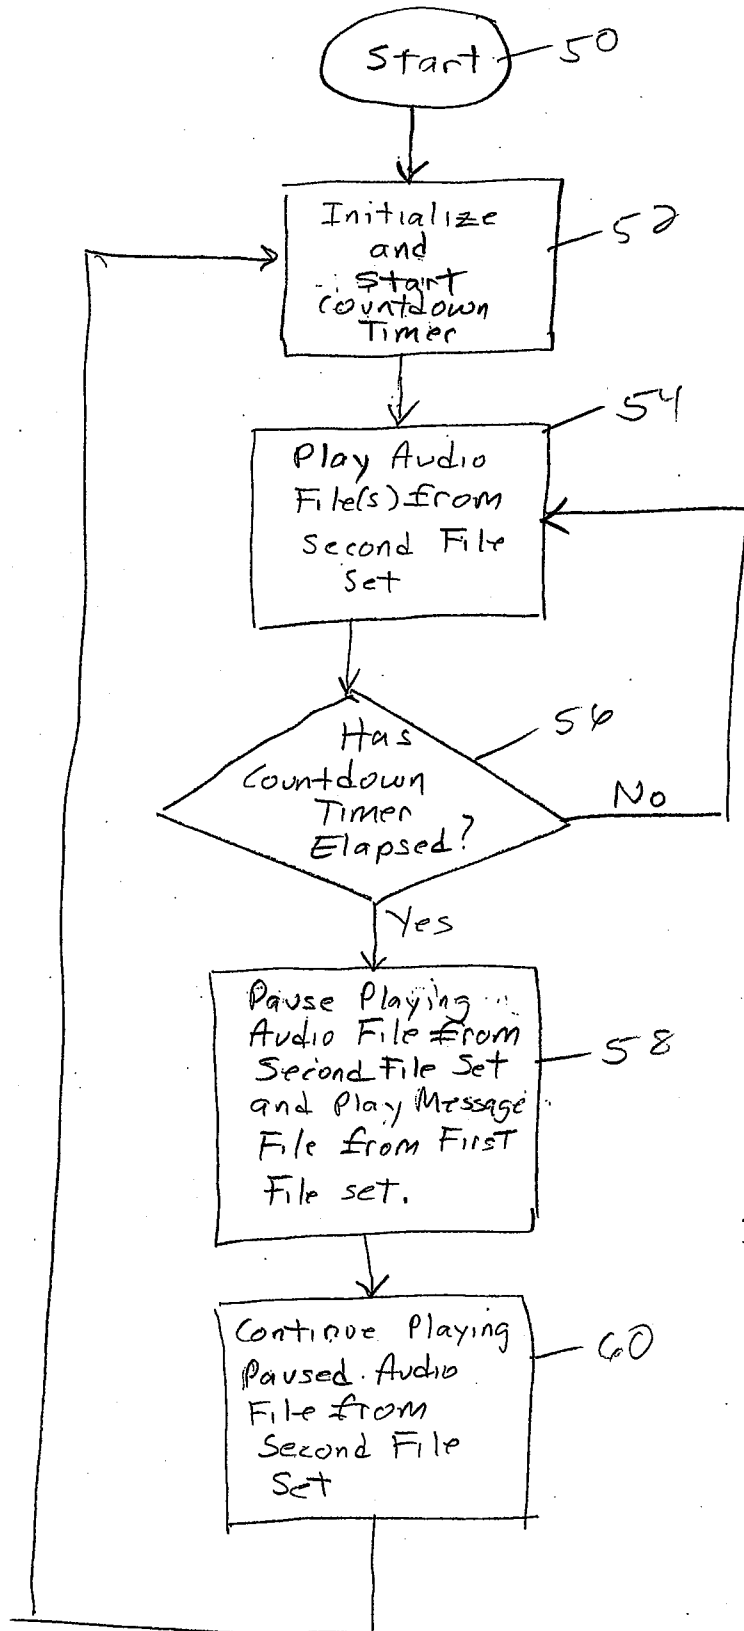 Start
50
Initialize
and
Start
Countdown
Timer
52
54
Play Audio
File(s) from
Second File
Set
56
Has
Countdown
Timer
Elapsed?
No
Yes
Pause Playing
Audio File from
Second File Set
and Play Message
File from First
File set.
58
Continue Playing
Paused Audio
File from
Second File
Set
60